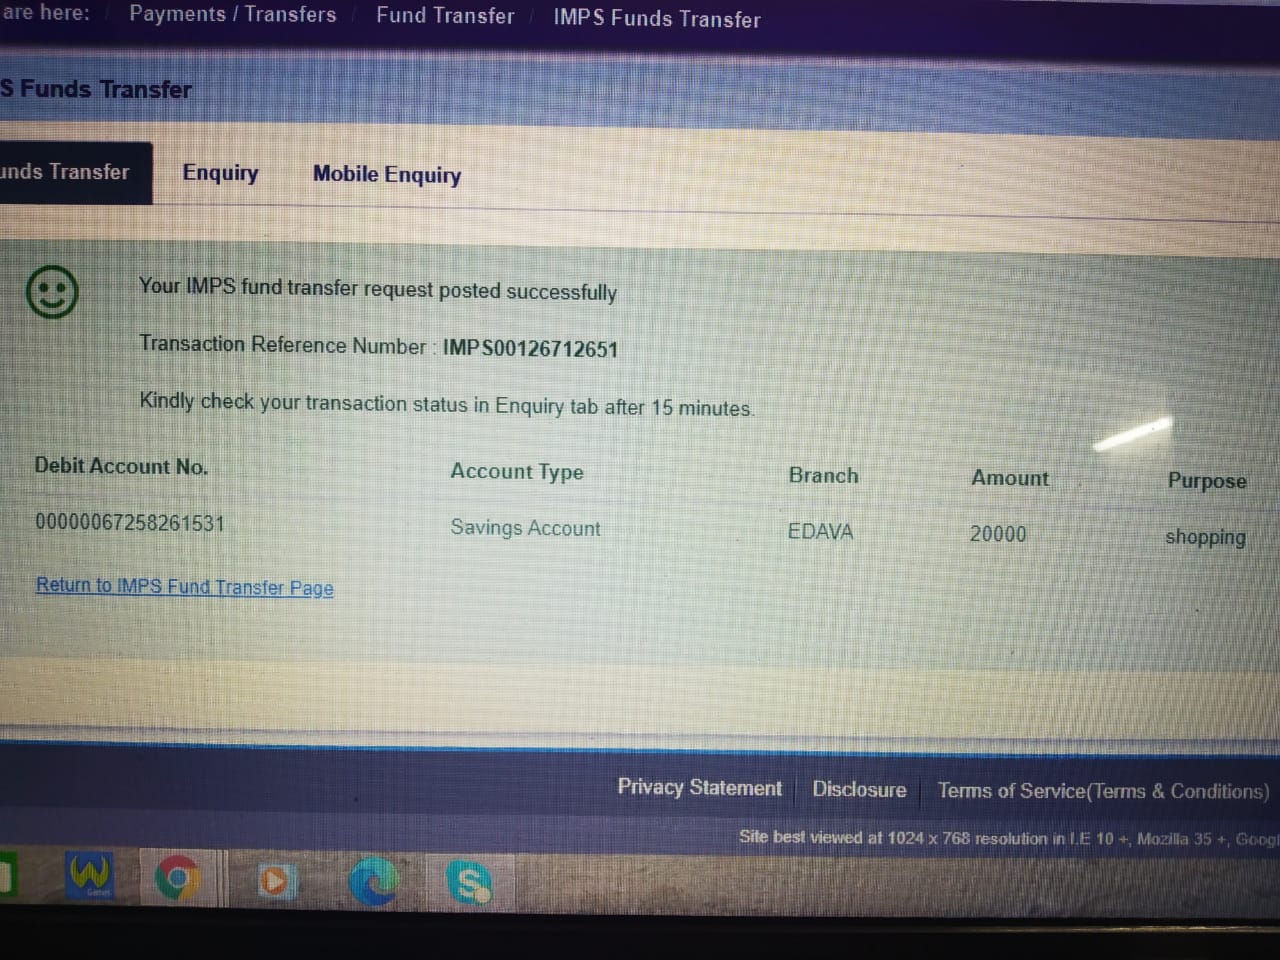 are here: Payments / Transfers Fund Transfer IMPS Funds Transfer
S Funds Transfer
unds Transfer Enquiry Mobile Enquiry
Your IMPS fund transfer request posted successfully
Transaction Reference Number : IMPS00126712651
Kindly check your transaction status in Enquiry tab after 15 minutes.
Debit Account No. Account Type Branch Amount Purpose
00000067258261531 Savings Account EDAVA 20000 shopping
Return to IMPS Fund Transfer Page
Privacy Statement Disclosure Terms of Service(Terms & Conditions)
Site best viewed at 1024 x 768 resolution in I.E 10 +, Mozilla 35 +, Googl
W Games S